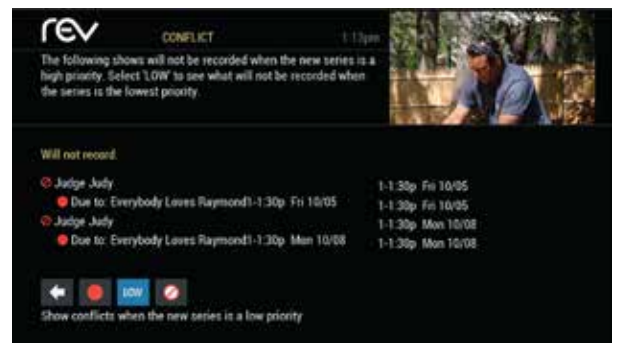 rev
CONFLICT 1:13pm
The following shows will not be recorded when the new series is a
high priority. Select 'LOW' to see what will not be recorded when
the series is the lowest priority.
Will not record.
Judge Judy 1-1:30p Fri 10/05
Due to: Everybody Loves Raymond1-1:30p Fri 10/05 1-1:30p Fri 10/05
Judge Judy 1-1:30p Mon 10/08
Due to: Everybody Loves Raymond1-1:30p Mon 10/08 1-1:30p Mon 10/08
LOW
Show conflicts when the new series is a low priority